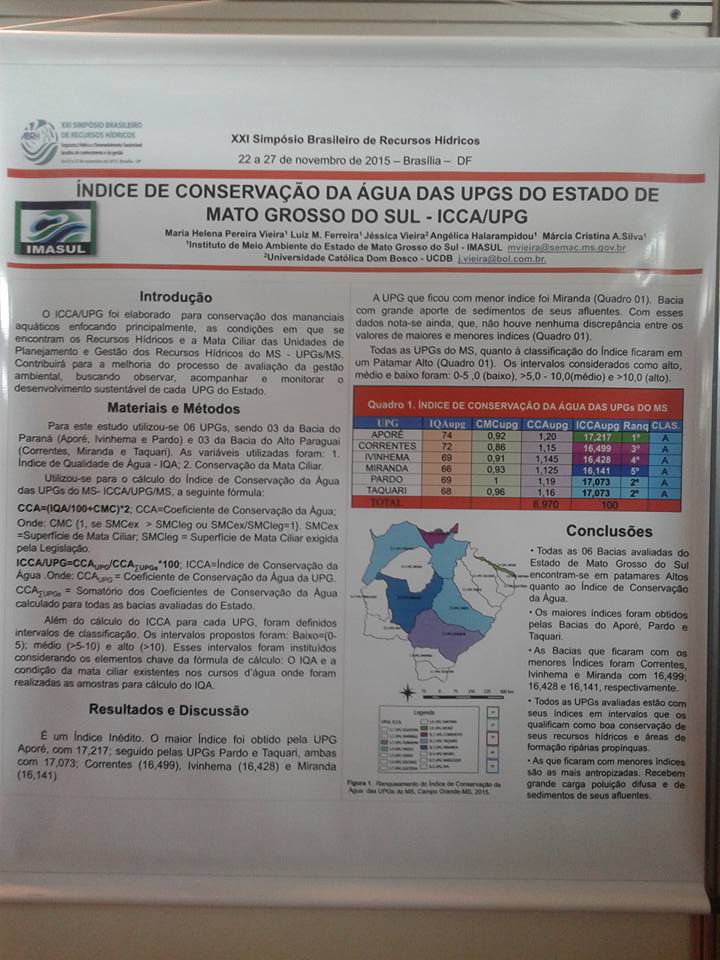 XXI SIMPÓSIO BRASILEIRO
DE RECURSOS HÍDRICOS
XXI Simpósio Brasileiro de Recursos Hídricos
22 a 27 de novembro de 2015 – Brasília – DF
ÍNDICE DE CONSERVAÇÃO DA ÁGUA DAS UPGS DO ESTADO DE
MATO GROSSO DO SUL - ICCA/UPG
IMASUL
Maria Helena Pereira Vieira¹ Luiz M. Ferreira¹ Jéssica Vieira² Angélica Halarampidou¹ Márcia Cristina A.Silva¹
¹Instituto de Meio Ambiente do Estado de Mato Grosso do Sul - IMASUL mvieira@semac.ms.gov.br
²Universidade Católica Dom Bosco - UCDB j.vieira@bol.com.br.
Introdução
O ICCA/UPG foi elaborado para conservação dos mananciais
aquáticos enfocando principalmente, as condições em que se
encontram os Recursos Hídricos e a Mata Ciliar das Unidades de
Planejamento e Gestão dos Recursos Hídricos do MS - UPGs/MS.
Contribuirá para a melhoria do processo de avaliação da gestão
ambiental, buscando observar, acompanhar e monitorar o
desenvolvimento sustentável de cada UPG do Estado.
Materiais e Métodos
Para este estudo utilizou-se 06 UPGs, sendo 03 da Bacia do
Paraná (Aporé, Ivinhema e Pardo) e 03 da Bacia do Alto Paraguai
(Correntes, Miranda e Taquari). As variáveis utilizadas foram: 1.
Índice de Qualidade de Água - IQA; 2. Conservação da Mata Ciliar.
Utilizou-se para o cálculo do Índice de Conservação da Água
das UPGs do MS- ICCA/UPG/MS, a seguinte fórmula:
CCA=(IQA/100+CMC)*2; CCA=Coeficiente de Conservação da Água;
Onde: CMC {1, se SMCex > SMCleg ou SMCex/SMCleg=1}. SMCex
=Superfície de Mata Ciliar; SMCleg = Superfície de Mata Ciliar exigida
pela Legislação.
ICCA/UPG=CCAUPG/CCA∑UPGs*100; ICCA=Índice de Conservação da
Água .Onde: CCAUPG = Coeficiente de Conservação da Água da UPG.
CCA∑UPGs = Somatório dos Coeficientes de Conservação da Água
calculado para todas as bacias avaliadas do Estado.
Além do cálculo do ICCA para cada UPG, foram definidos
intervalos de classificação. Os intervalos propostos foram: Baixo=(0-
5); médio (>5-10) e alto (>10). Esses intervalos foram instituídos
considerando os elementos chave da fórmula de cálculo: O IQA e a
condição da mata ciliar existentes nos cursos d'água onde foram
realizadas as amostras para cálculo do IQA.
Resultados e Discussão
É um Índice Inédito. O maior Índice foi obtido pela UPG
Aporé, com 17,217; seguido pelas UPGs Pardo e Taquari, ambas
com 17,073; Correntes (16,499), Ivinhema (16,428) e Miranda
(16,141).
A UPG que ficou com menor índice foi Miranda (Quadro 01). Bacia
com grande aporte de sedimentos de seus afluentes. Com esses
dados nota-se ainda, que, não houve nenhuma discrepância entre os
valores de maiores e menores índices (Quadro 01).
Todas as UPGs do MS, quanto à classificação do Índice ficaram em
um Patamar Alto (Quadro 01). Os intervalos considerados como alto,
médio e baixo foram: 0-5 ,0 (baixo), >5,0 - 10,0(médio) e >10,0 (alto).
Quadro 1. ÍNDICE DE CONSERVAÇÃO DA ÁGUA DAS UPGs DO MS
UPG IQAupg CMCupg CCAupg ICCAupg Ranq CLAS.
APORÉ 74 0,92 1,20 17,217 1º A
CORRENTES 72 0,86 1,15 16,499 3º A
IVINHEMA 69 0,91 1,145 16,428 4º A
MIRANDA 66 0,93 1,125 16,141 5º A
PARDO 69 1 1,19 17,073 2º A
TAQUARI 68 0,96 1,16 17,073 2º A
TOTAL 6,970 100
Legenda
Figura 1. Ranqueamento do Índice de Conservação da
Água das UPGs do MS, Campo Grande-MS, 2015.
Conclusões
• Todas as 06 Bacias avaliadas do
Estado de Mato Grosso do Sul
encontram-se em patamares Altos
quanto ao Índice de Conservação
da Água.
• Os maiores índices foram obtidos
pelas Bacias do Aporé, Pardo e
Taquari.
• As Bacias que ficaram com os
menores Índices foram Correntes,
Ivinhema e Miranda com 16,499;
16,428 e 16,141, respectivamente.
• Todos as UPGs avaliadas estão com
seus índices em intervalos que os
qualificam como boa conservação de
seus recursos hídricos e áreas de
formação ripárias propínquas.
• As que ficaram com menores índices
são as mais antropizadas. Recebem
grande carga poluição difusa e de
sedimentos de seus afluentes.